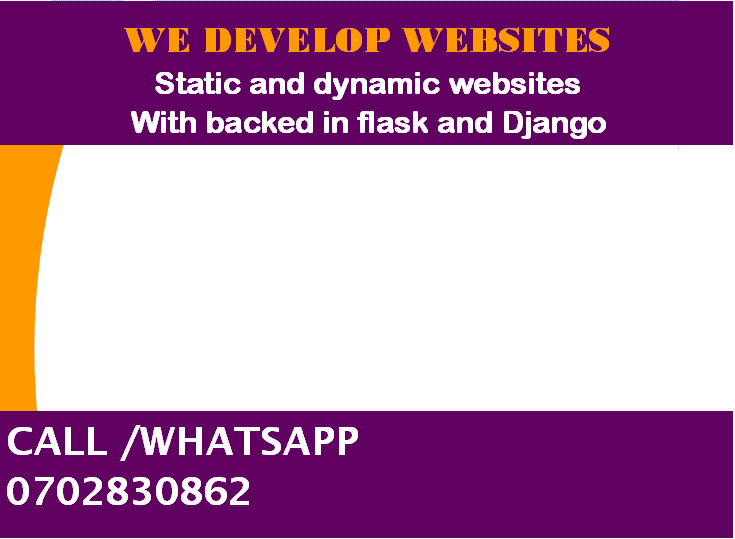 WE DEVELOP WEBSITES
Static and dynamic websites
With backed in flask and Django
CALL /WHATSAPP
0702830862